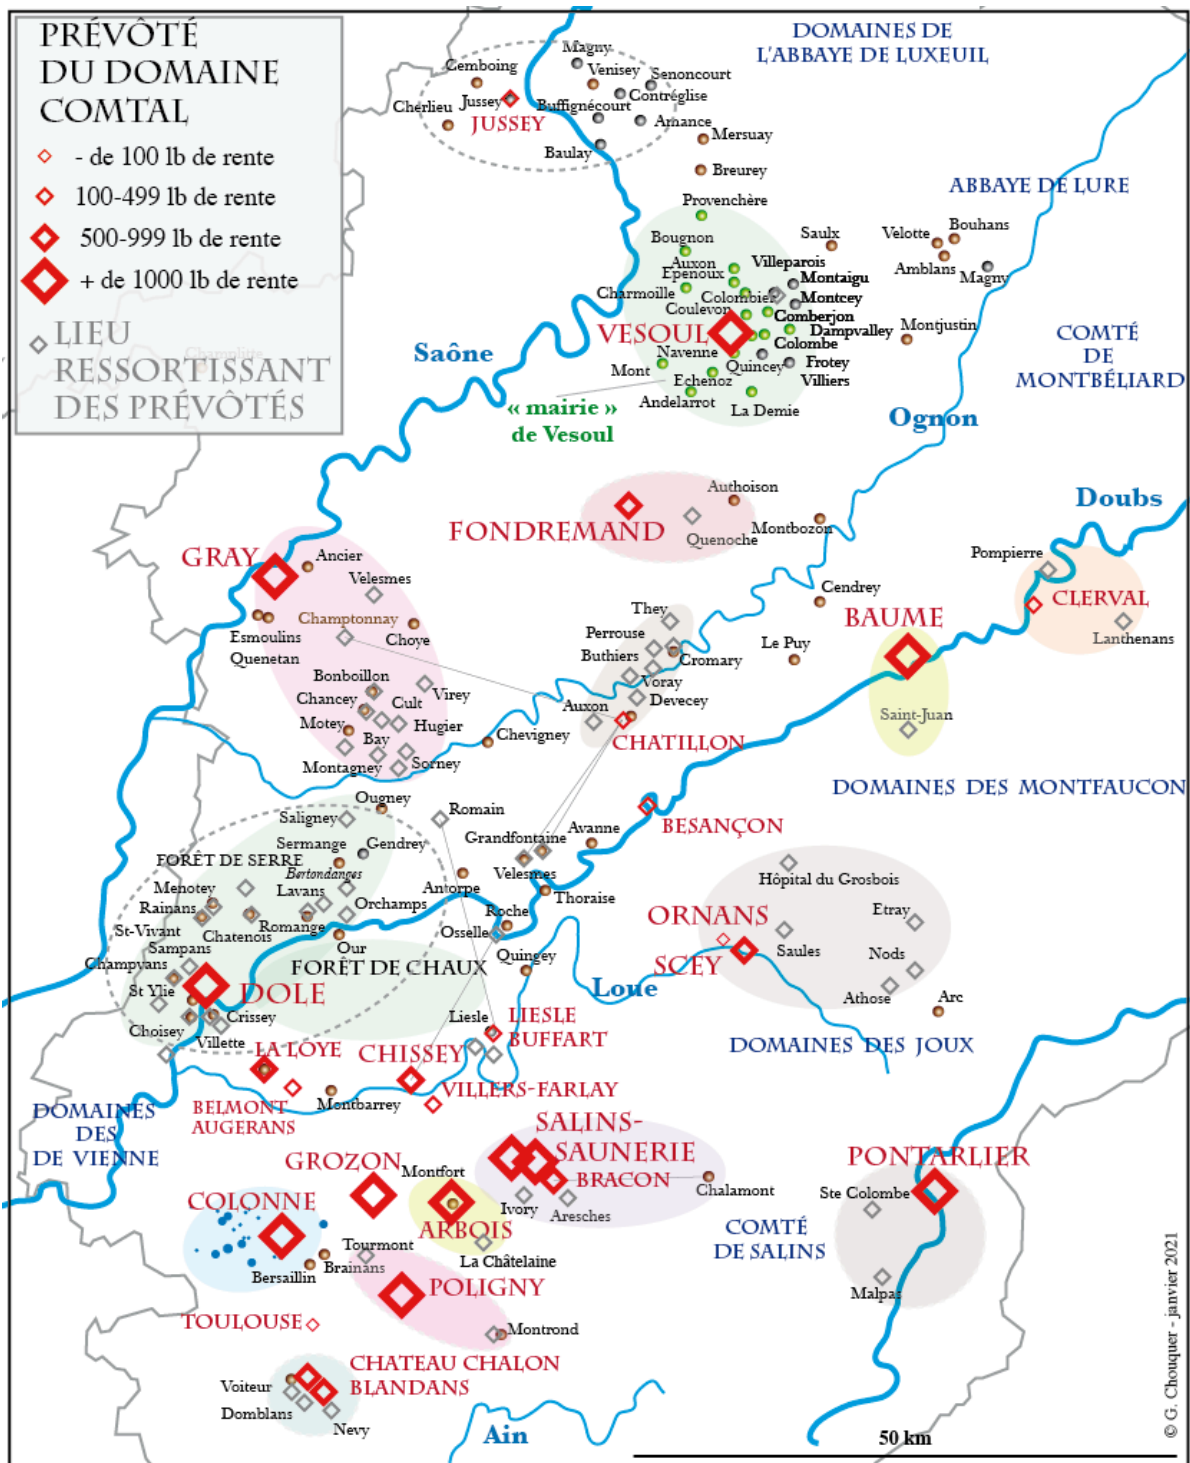 PRÉVÔTÉ
DU DOMAINE
COMTAL
- de 100 lb de rente
100-499 lb de rente
500-999 lb de rente
+ de 1000 lb de rente
LIEU
RESSORTISSANT
DES PRÉVÔTÉS
Champlitte
DOMAINES DE
L'ABBAYE DE LUXEUIL
Magny
Cemboing
Venisey
Senoncourt
Contréglise
Cherlieu
Jussey
Buffignécourt
JUSSEY
Amance
Mersuay
Baulay
Breurey
ABBAYE DE LURE
Provenchère
Bougnon
Saulx
Velotte
Bouhans
Auxon
Villeparois
Epenoux
Amblans
Magny
Montaigu
Charmoille
Colombier
Montcey
Coulevon
Comberjon
VESOUL
Dampvalley
Montjustin
Colombe
Navenne
Mont
Quincey
Frotey
Echenoz
Villiers
Andelarrot
La Demie
COMTÉ
DE
MONTBÉLIARD
Saône
« mairie »
de Vesoul
Ognon
Doubs
Authoison
FONDREMAND
Montbozon
Quenoche
Pompierre
GRAY
Ancier
Velesmes
Cendrey
CLERVAL
BAUME
They
Champtonnay
Esmoulins
Choye
Perrouse
Lanthenans
Quenetan
Buthiers
Cromary
Le Puy
Bonboillon
Voray
Chancey
Cult
Virey
Devecey
Auxon
Saint-Juan
Motey
Hugier
Bay
Chevigney
CHATILLON
Montagney
Sorney
DOMAINES DES MONTFAUCON
Ougney
Romain
Saligney
BESANÇON
Sermange
Gendrey
Grandfontaine
Avanne
FORÊT DE SERRE
Bertondanges
Velesmes
Hôpital du Grosbois
Menotey
Lavans
Antorpe
Thoraise
Rainans
Orchamps
Roche
ORNANS
Etray
St-Vivant
Chatenois
Romange
Osselle
Sampans
Our
Saules
Champvans
Quingey
SCEY
Nods
FORÊT DE CHAUX
St Ylie
DOLE
Loue
Athose
Arc
Choisey
Crissey
Liesle
LIESLE
BUFFART
Villette
LA LOYE
CHISSEY
DOMAINES DES JOUX
VILLERS-FARLAY
BELMONT
AUGERANS
Montbarrey
DOMAINES
DES
DE VIENNE
SALINS-
SAUNERIE
GROZON
Montfort
BRACON
PONTARLIER
Chalamont
Ste Colombe
COLONNE
Ivory
Aresches
ARBOIS
COMTÉ
DE SALINS
Tourmont
La Châtelaine
Bersaillin
Brainans
POLIGNY
Malpas
TOULOUSE
Montrond
CHATEAU CHALON
BLANDANS
Voiteur
Domblans
Nevy
Ain
50 km
© G. Chouquer - janvier 2021